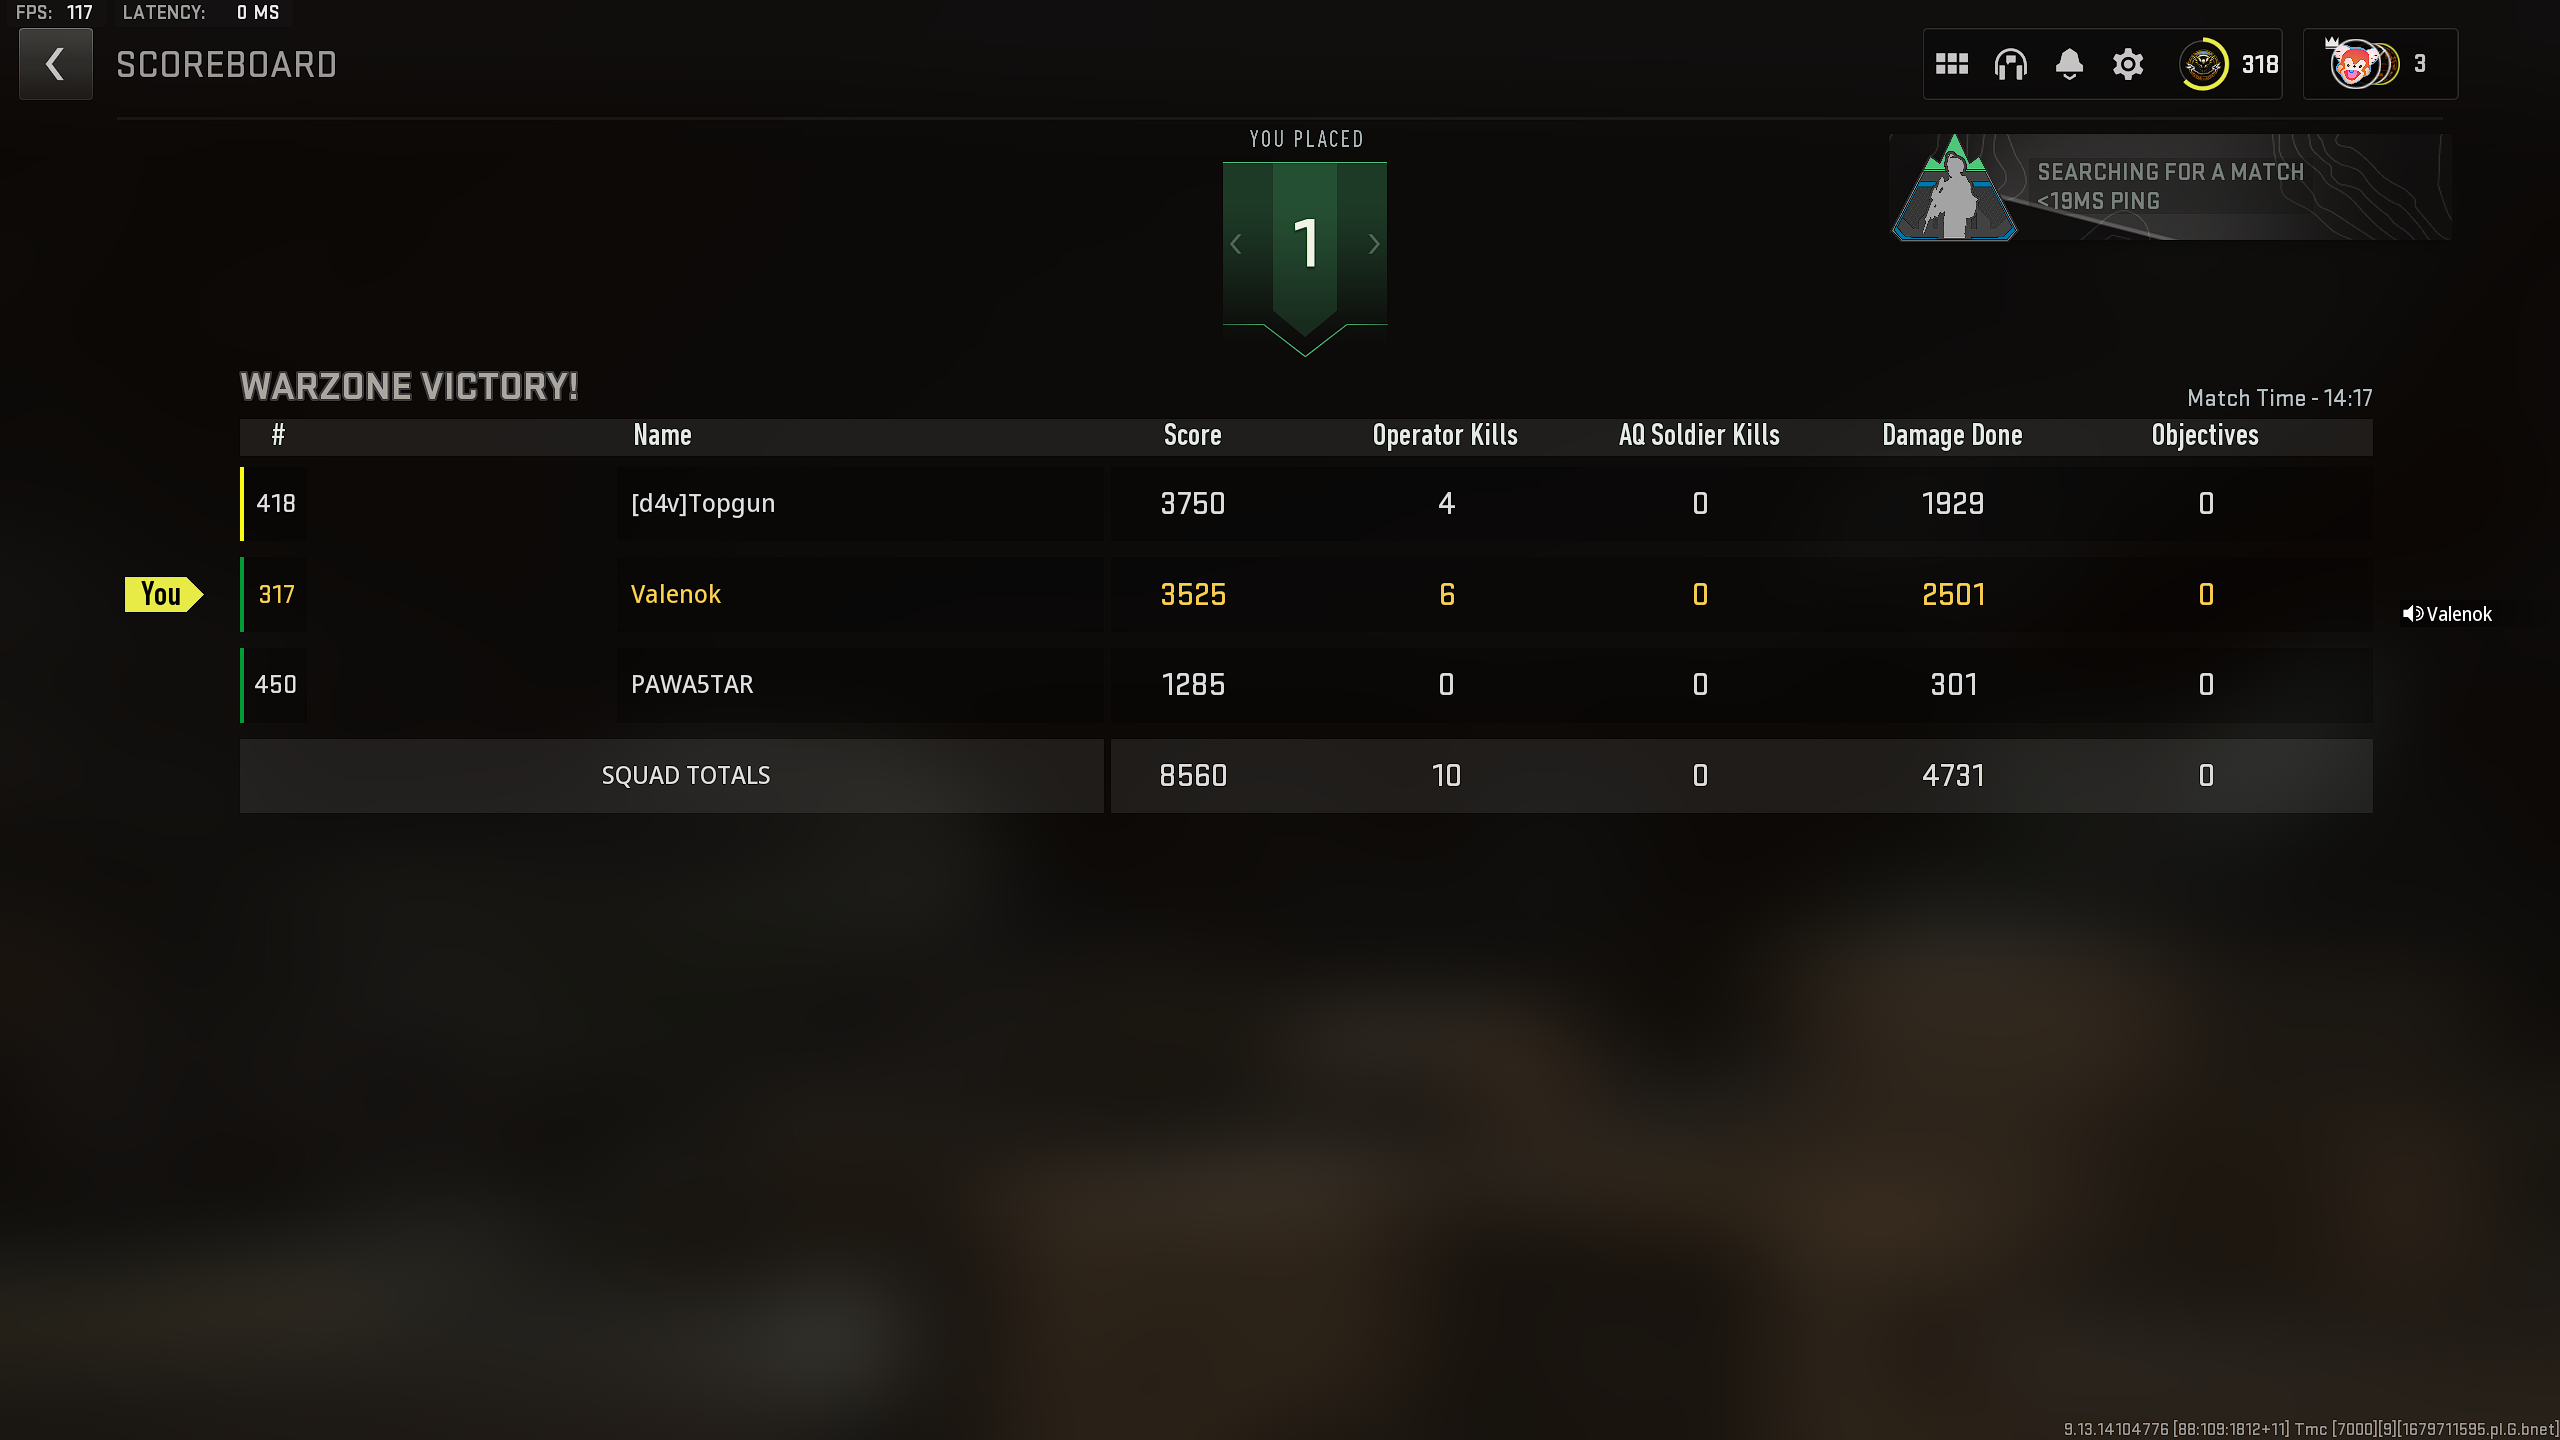 FPS: 117 LATENCY: 0 MS
SCOREBOARD
318
3
YOU PLACED
1
SEARCHING FOR A MATCH
<19MS PING
WARZONE VICTORY!
Match Time - 14:17
# Name Score Operator Kills AQ Soldier Kills Damage Done Objectives
418 [d4v]Topgun 3750 4 0 1929 0
You 317 Valenok 3525 6 0 2501 0
Valenok
450 PAWA5TAR 1285 0 0 301 0
SQUAD TOTALS 8560 10 0 4731 0
9.13.14104776 [88:109:1812+11] Tmc [7000][9][1679711595.pl.G.bnet]